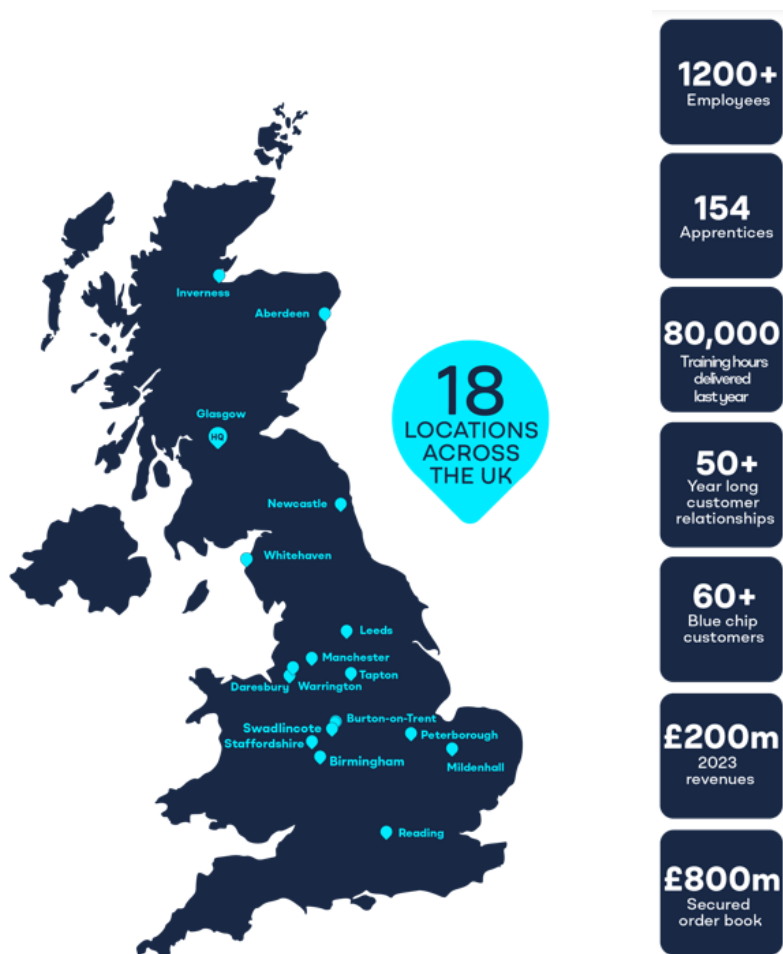 Inverness
Aberdeen
Glasgow
HQ
Newcastle
Whitehaven
Leeds
Manchester
Daresbury
Warrington
Tapton
Burton-on-Trent
Swadlincote
Staffordshire
Peterborough
Birmingham
Mildenhall
Reading
18
LOCATIONS
ACROSS
THE UK
1200+
Employees
154
Apprentices
80,000
Training hours
delivered
last year
50+
Year long
customer
relationships
60+
Blue chip
customers
£200m
2023
revenues
£800m
Secured
order book